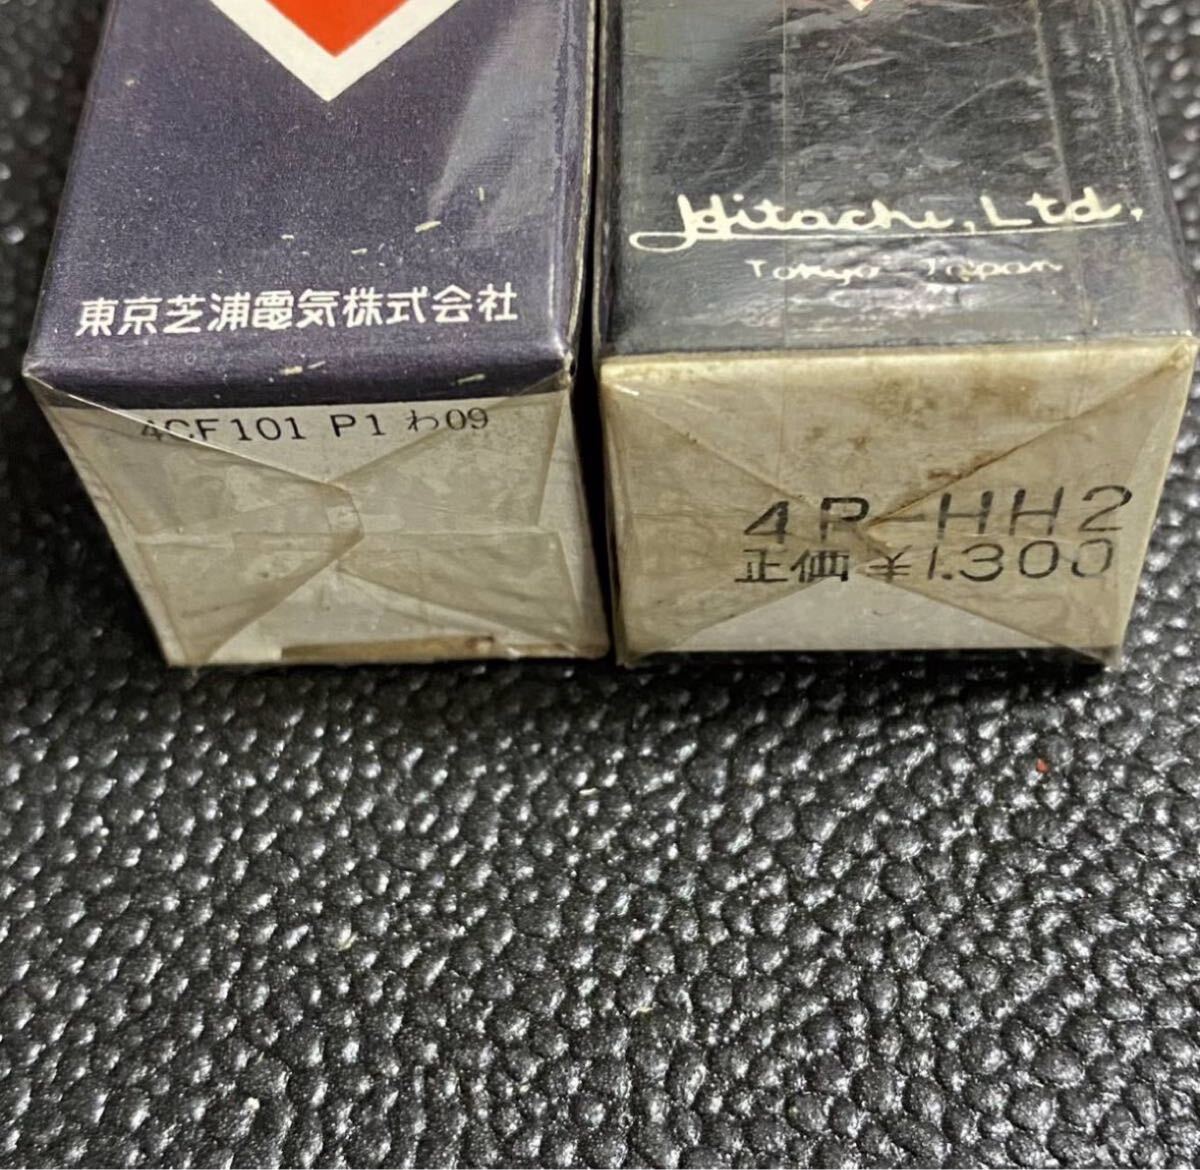 東京芝浦電気株式会社
4CF101 P1 わ09
Hitachi, Ltd.
Tokyo Japan
4R-HH2
正価 ¥1.300